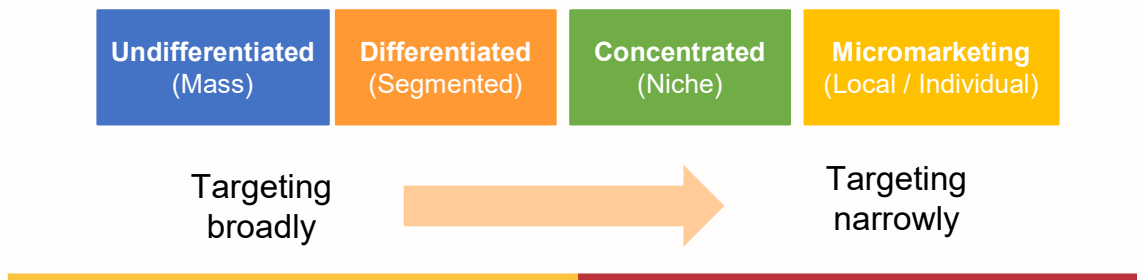 Undifferentiated
(Mass)
Differentiated
(Segmented)
Concentrated
(Niche)
Micromarketing
(Local / Individual)
Targeting
broadly
Targeting
narrowly